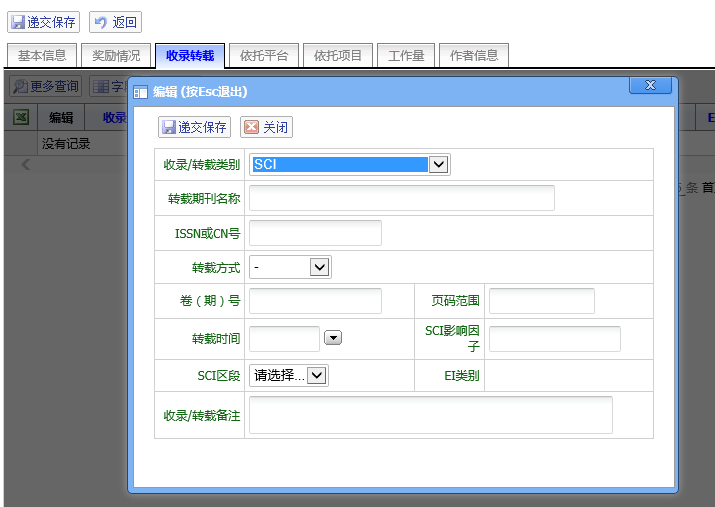 递交保存 返回
基本信息 奖励情况 收录转载 依托平台 依托项目 工作量 作者信息
更多查询
编辑 (按Esc退出)
编辑 收录
没有记录
递交保存 关闭
收录/转载类别 SCI
转载期刊名称
条 首
ISSN或CN号
转载方式 -
卷（期）号 页码范围
转载时间 SCI影响因
子
SCI区段 请选择... EI类别
收录/转载备注